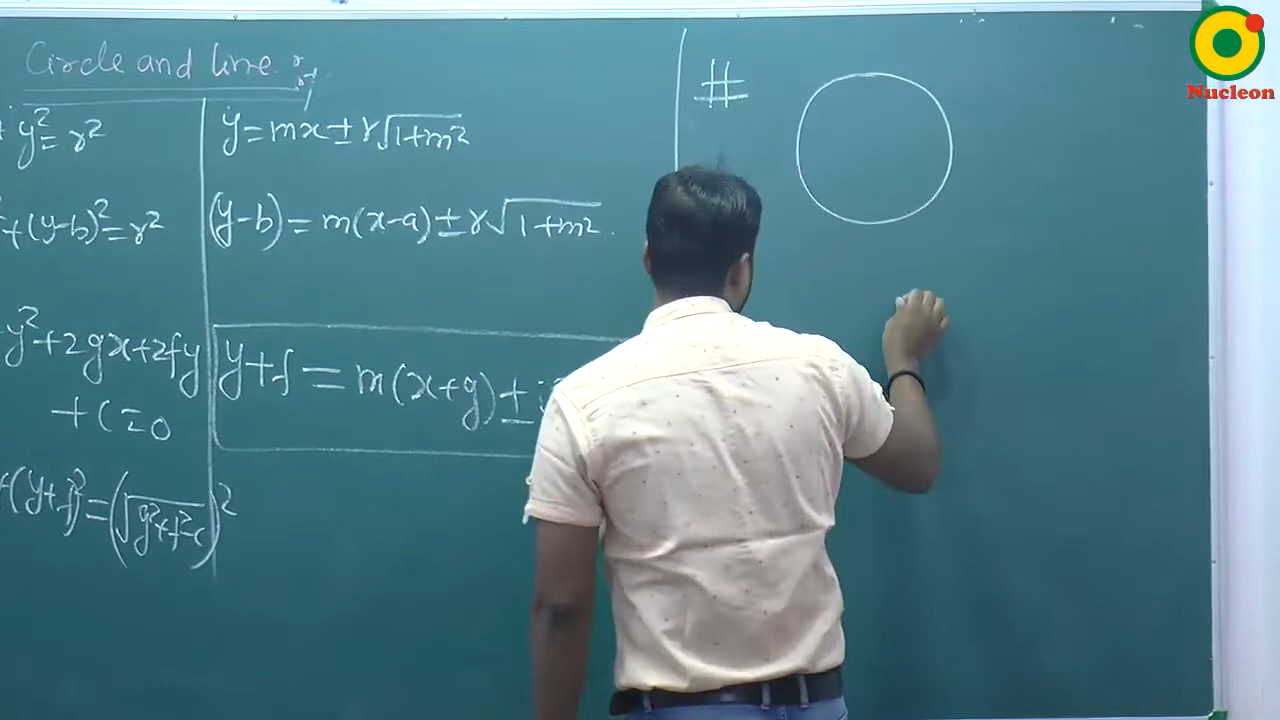 Circle and line
y²=r²
y=mx±r√1+m²
+(y-b)²=r²
(y-b)=m(x-a)±r√1+m².
y²+2gx+2fy
+c=0
y+f=m(x+g)±
(y+f)²=(√g²+f²-c)²
#
Nucleon